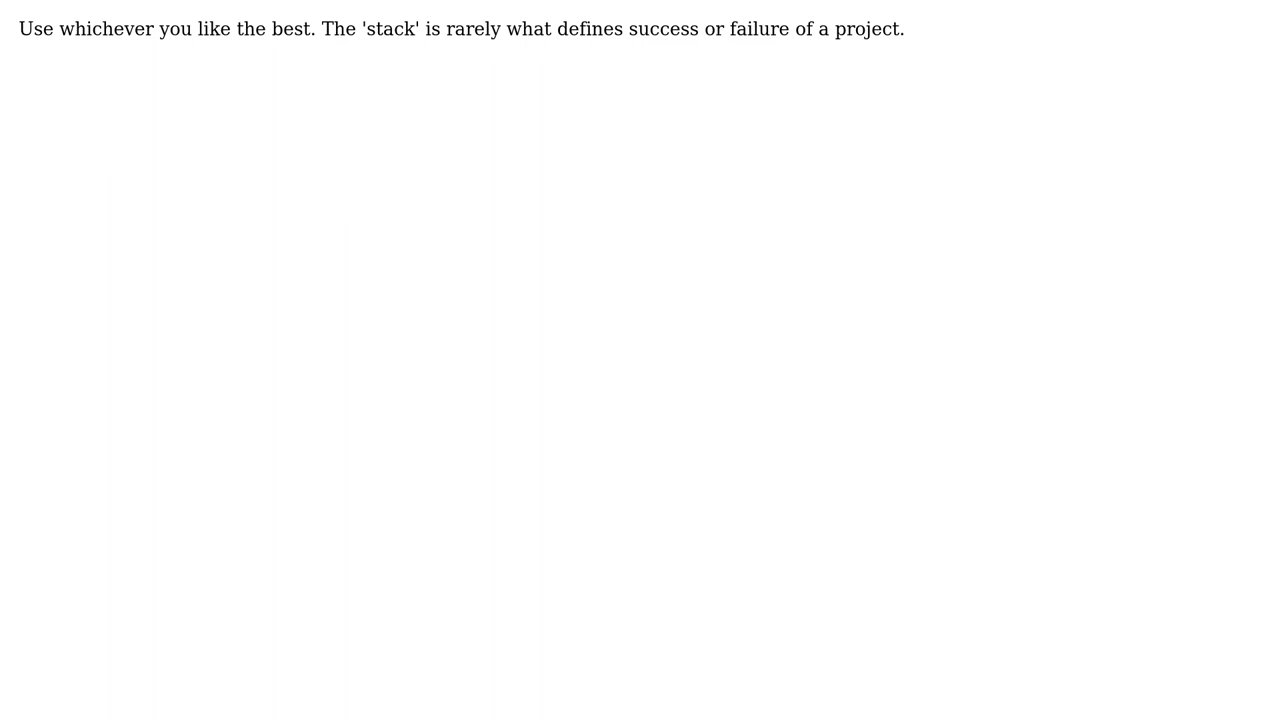 Use whichever you like the best. The 'stack' is rarely what defines success or failure of a project.